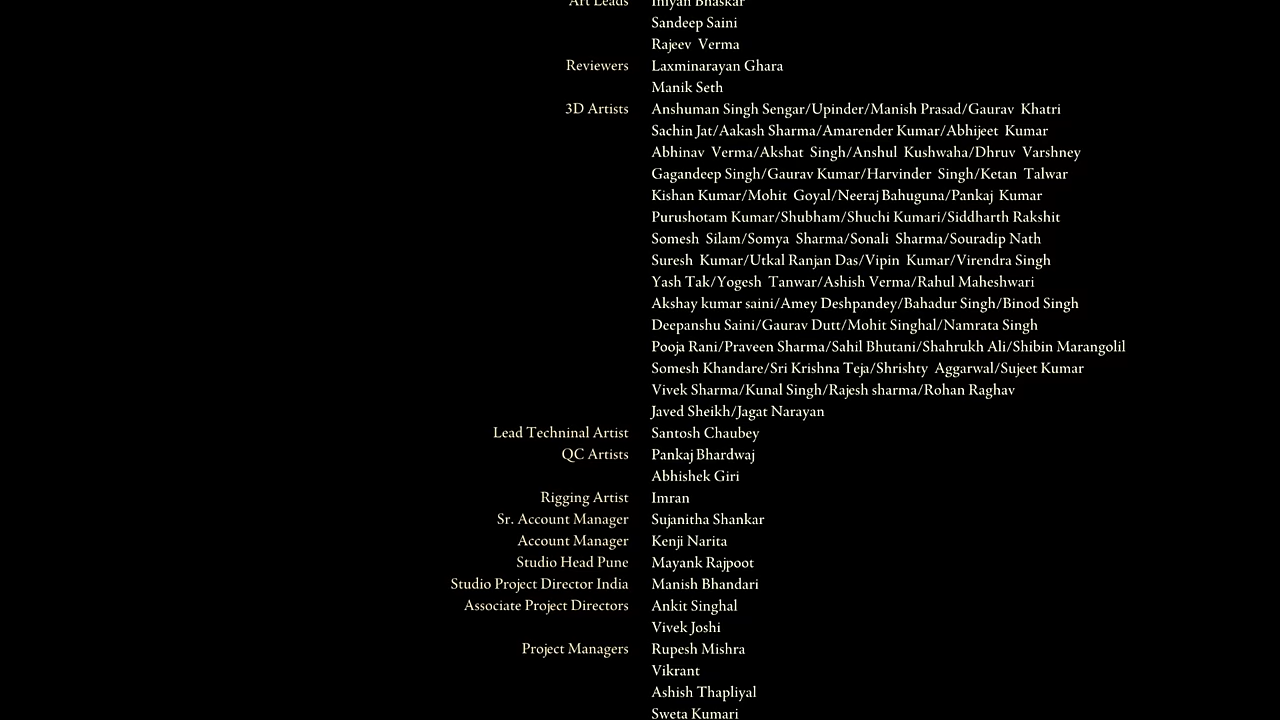 Art Leads Iniyan Bhaskar
Sandeep Saini
Rajeev Verma
Reviewers Laxminarayan Ghara
Manik Seth
3D Artists Anshuman Singh Sengar/Upinder/Manish Prasad/Gaurav Khatri
Sachin Jat/Aakash Sharma/Amarender Kumar/Abhijeet Kumar
Abhinav Verma/Akshat Singh/Anshul Kushwaha/Dhruv Varshney
Gagandeep Singh/Gaurav Kumar/Harvinder Singh/Ketan Talwar
Kishan Kumar/Mohit Goyal/Neeraj Bahuguna/Pankaj Kumar
Purushotam Kumar/Shubham/Shuchi Kumari/Siddharth Rakshit
Somesh Silam/Somya Sharma/Sonali Sharma/Souradip Nath
Suresh Kumar/Utkal Ranjan Das/Vipin Kumar/Virendra Singh
Yash Tak/Yogesh Tanwar/Ashish Verma/Rahul Maheshwari
Akshay kumar saini/Amey Deshpandey/Bahadur Singh/Binod Singh
Deepanshu Saini/Gaurav Dutt/Mohit Singhal/Namrata Singh
Pooja Rani/Praveen Sharma/Sahil Bhutani/Shahrukh Ali/Shibin Marangolil
Somesh Khandare/Sri Krishna Teja/Shrishty Aggarwal/Sujeet Kumar
Vivek Sharma/Kunal Singh/Rajesh sharma/Rohan Raghav
Javed Sheikh/Jagat Narayan
Lead Techninal Artist Santosh Chaubey
QC Artists Pankaj Bhardwaj
Abhishek Giri
Rigging Artist Imran
Sr. Account Manager Sujanitha Shankar
Account Manager Kenji Narita
Studio Head Pune Mayank Rajpoot
Studio Project Director India Manish Bhandari
Associate Project Directors Ankit Singhal
Vivek Joshi
Project Managers Rupesh Mishra
Vikrant
Ashish Thapliyal
Sweta Kumari